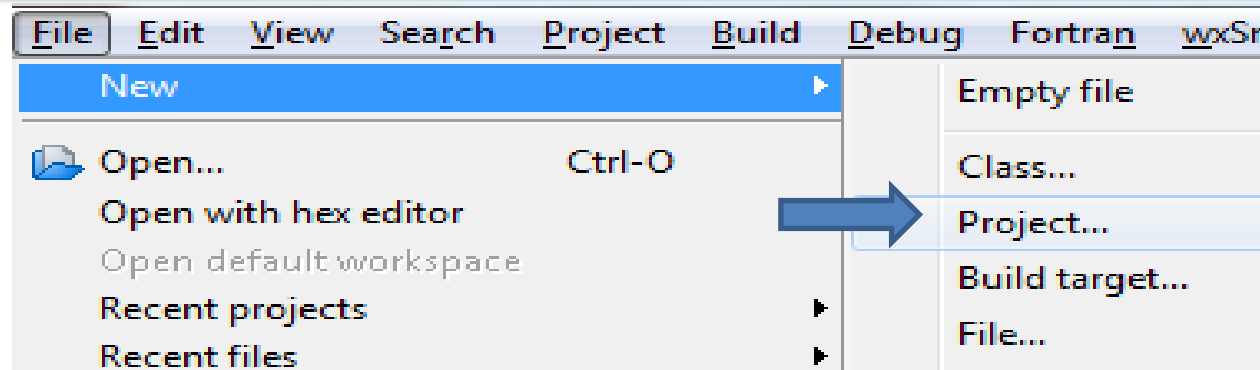 File Edit View Search Project Build Debug Fortran
New
Open... Ctrl-O
Open with hex editor
Open default workspace
Recent projects
Recent files
Empty file
Class...
Project...
Build target...
File...